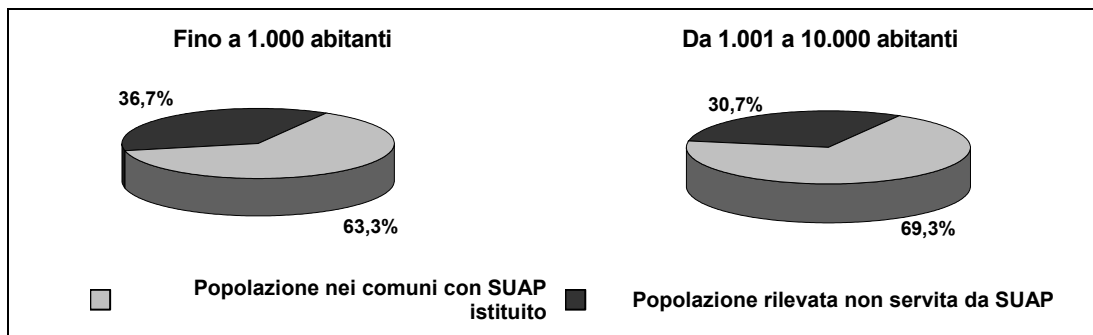 Fino a 1.000 abitanti
Da 1.001 a 10.000 abitanti
36,7%
63,3%
30,7%
69,3%
Popolazione nei comuni con SUAP
istituito
Popolazione rilevata non servita da SUAP